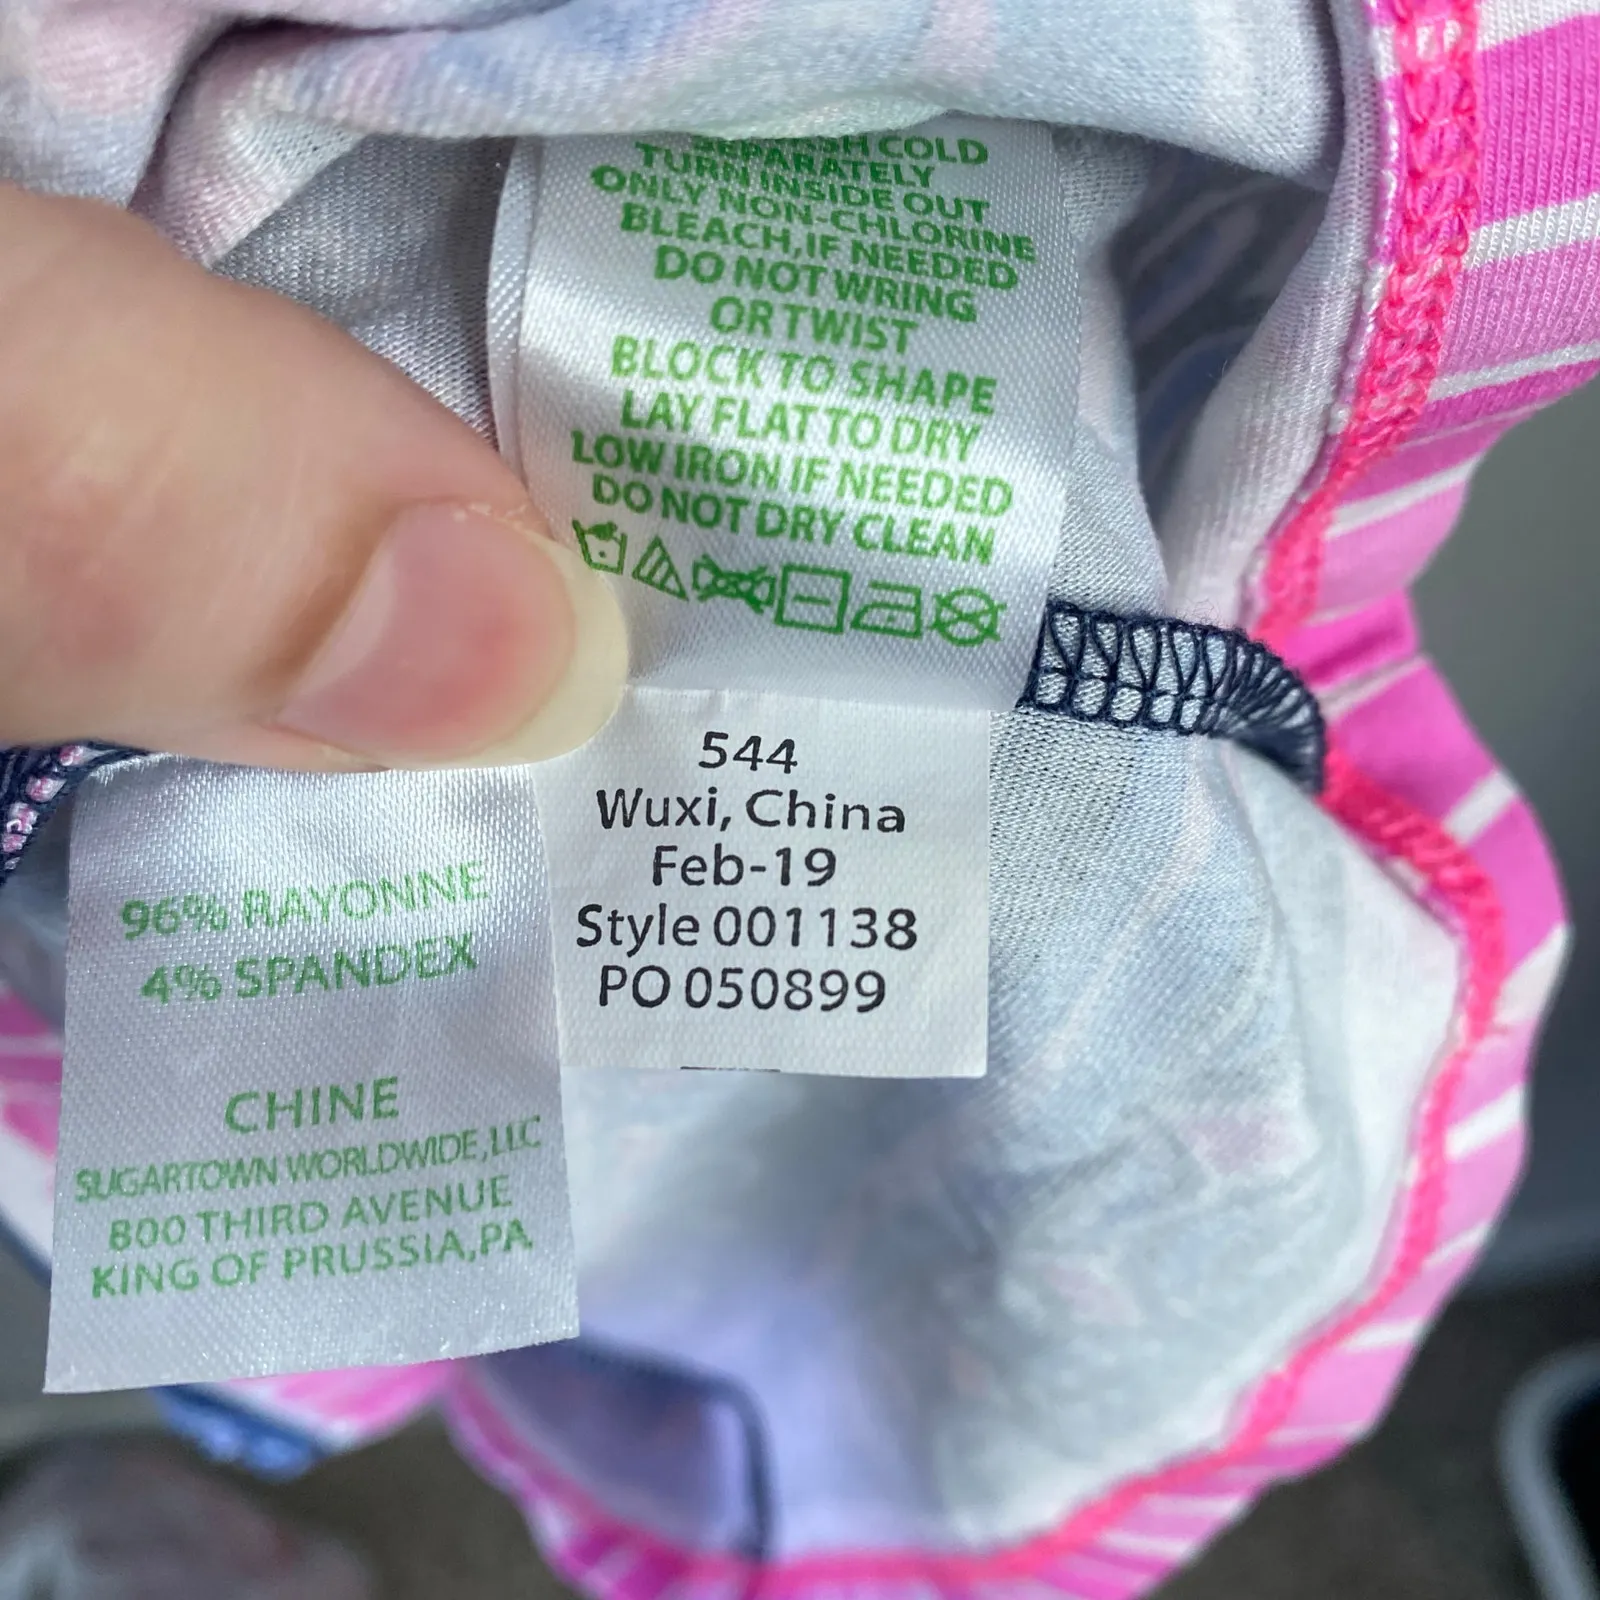 COLD
SEPARATELY
TURN INSIDE OUT
ONLY NON-CHLORINE
BLEACH, IF NEEDED
DO NOT WRING
OR TWIST
BLOCK TO SHAPE
LAY FLAT TO DRY
LOW IRON IF NEEDED
DO NOT DRY CLEAN
544
Wuxi, China
Feb-19
Style 001138
PO 050899
96% RAYONNE
4% SPANDEX
CHINE
SUGARTOWN WORLDWIDE, LLC
800 THIRD AVENUE
KING OF PRUSSIA, PA